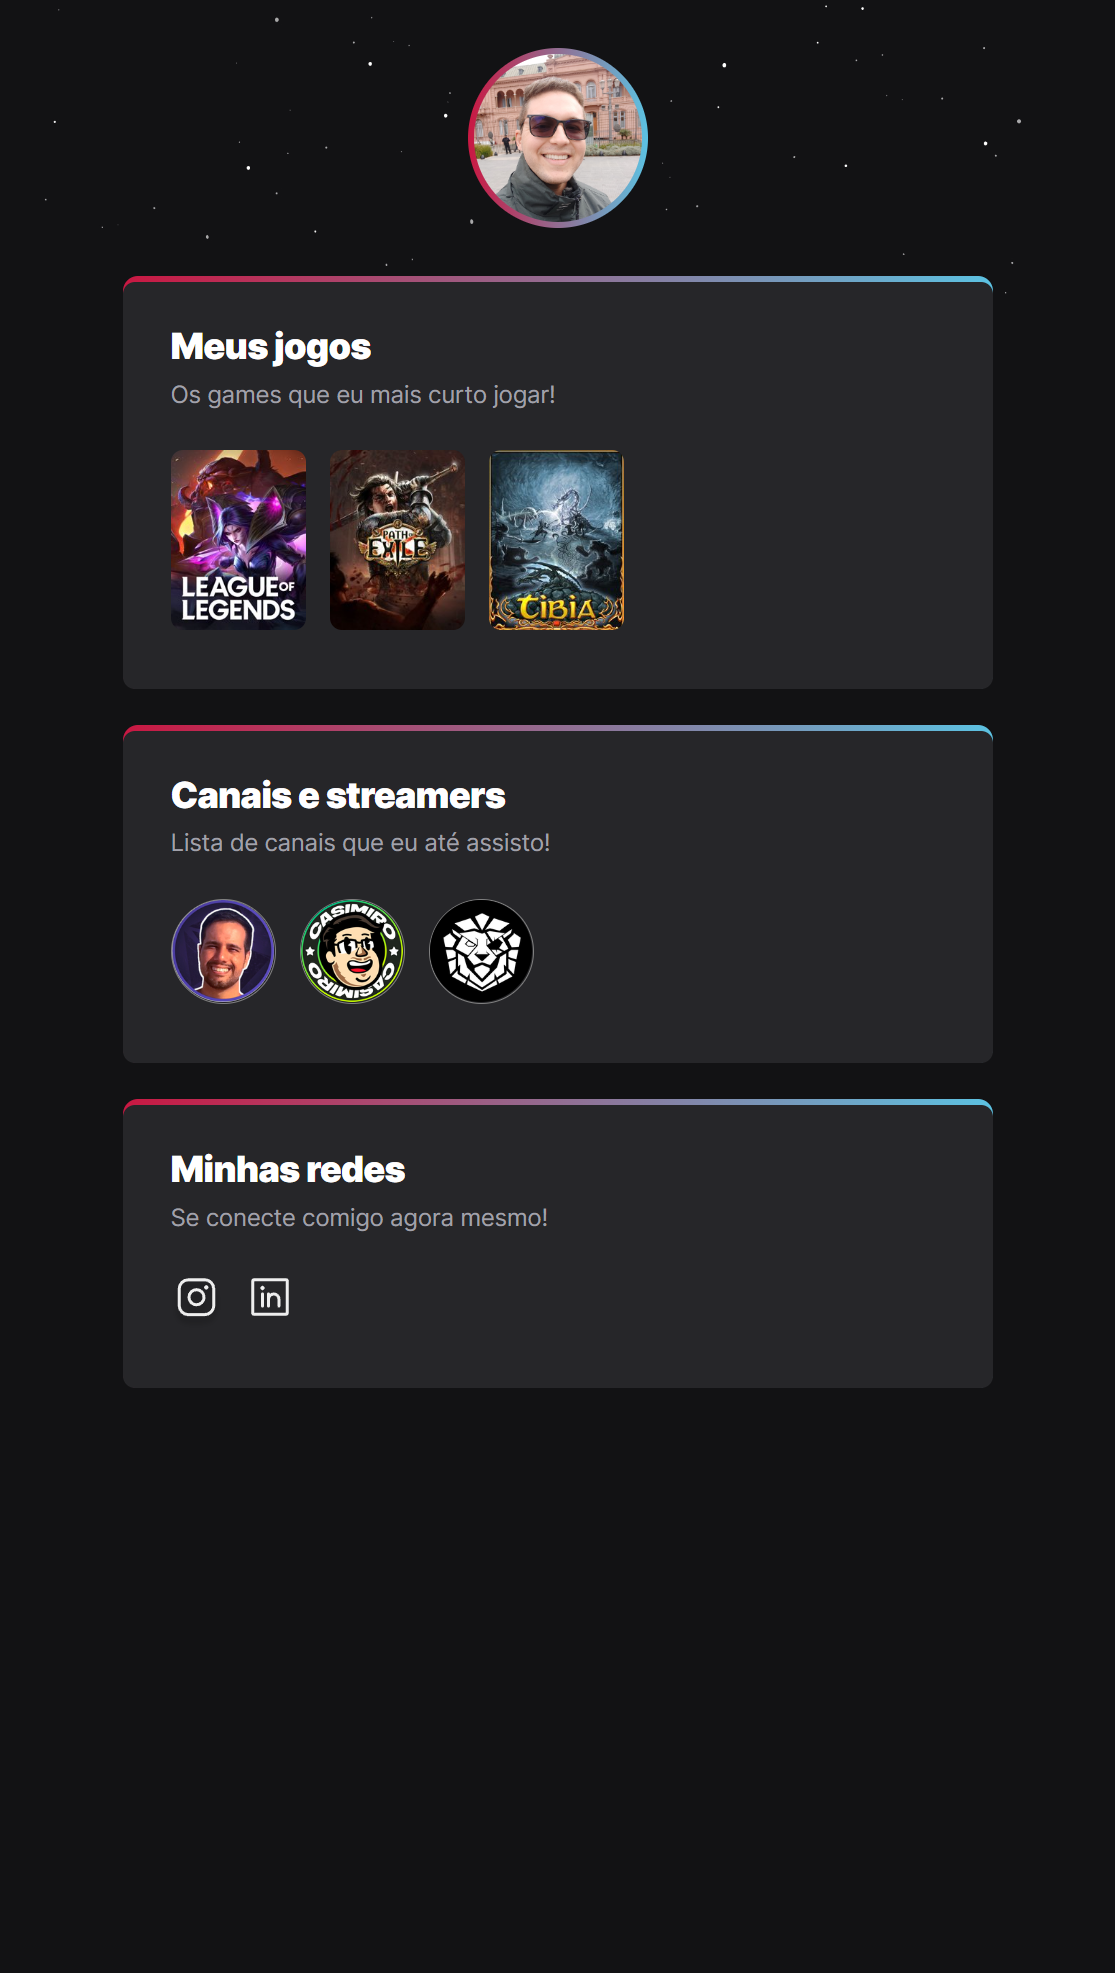 Meus jogos
Os games que eu mais curto jogar!
LEAGUE OF
LEGENDS
PATH OF
EXILE
TIBIA
Canais e streamers
Lista de canais que eu até assisto!
CASIMIRO
CASIMIRO
Minhas redes
Se conecte comigo agora mesmo!
in